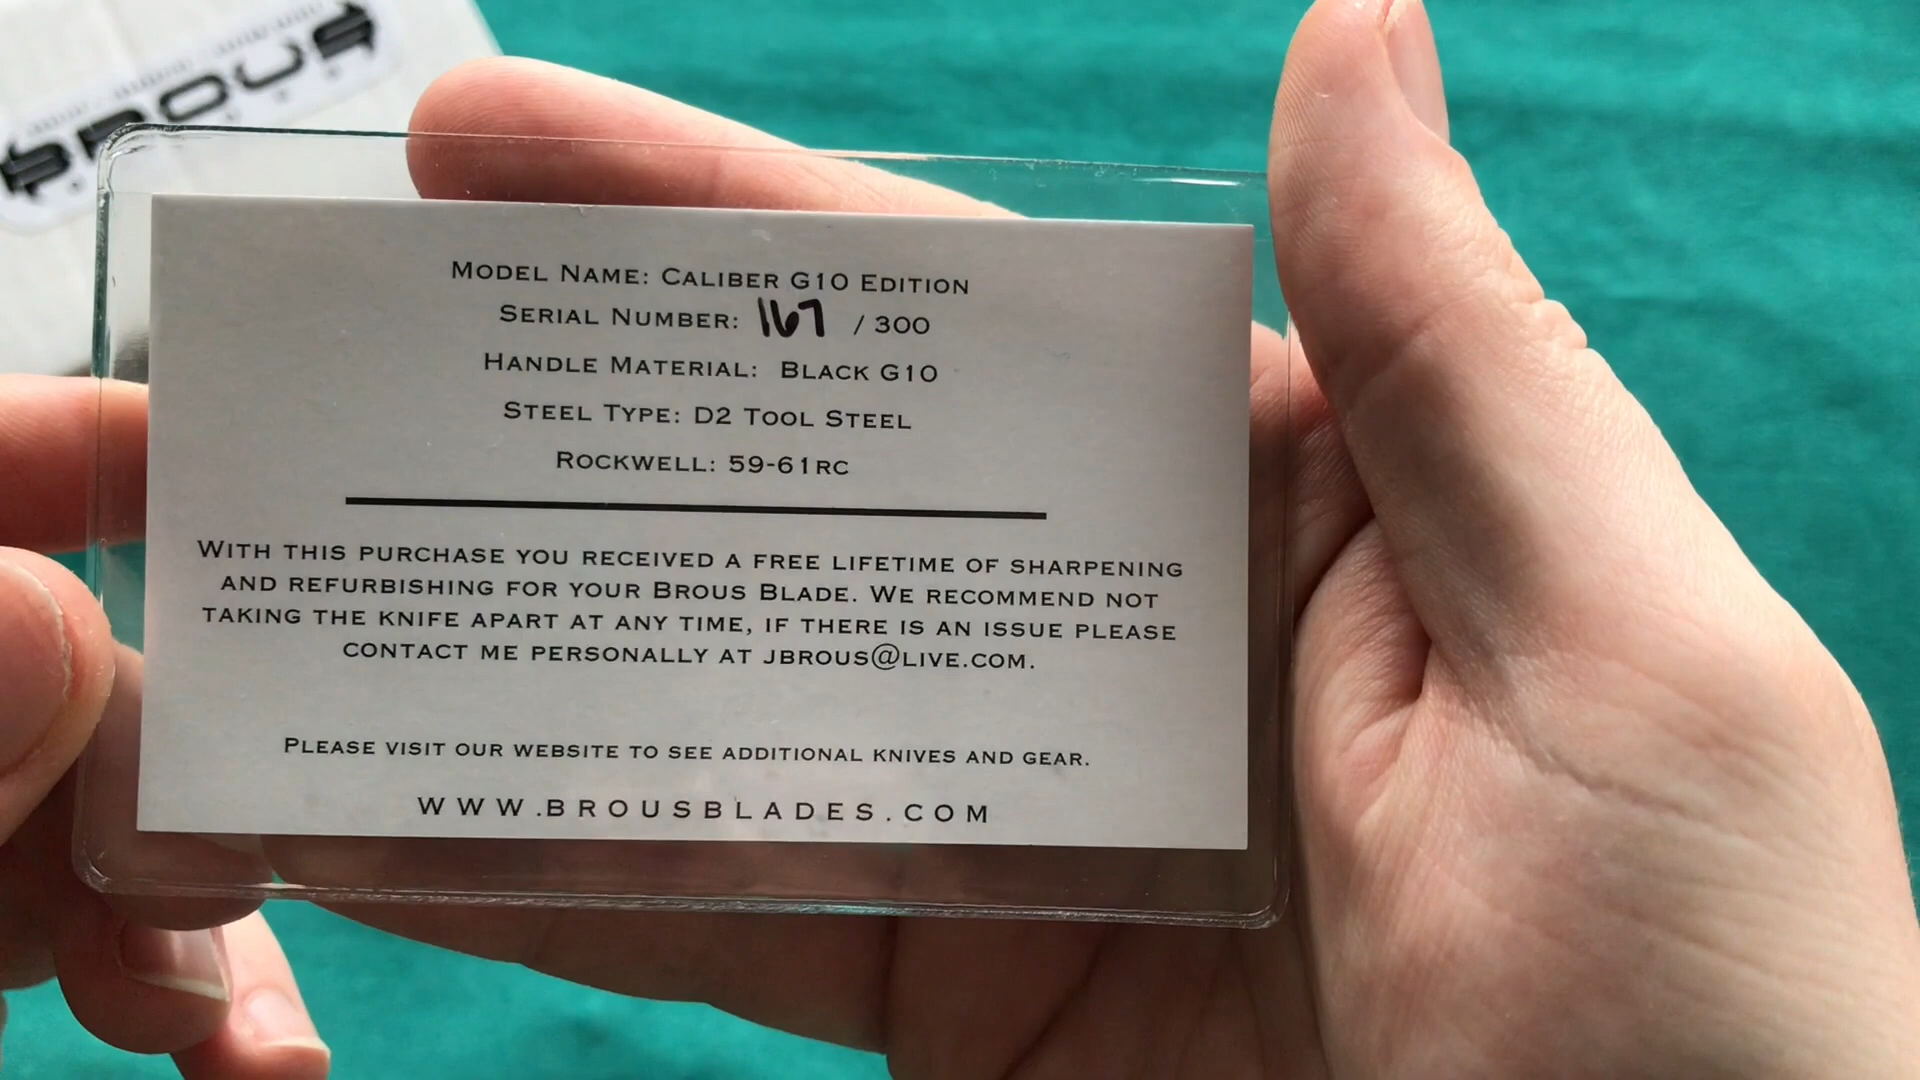 BROUS
MODEL NAME: CALIBER G10 EDITION
SERIAL NUMBER: 167 / 300
HANDLE MATERIAL: BLACK G10
STEEL TYPE: D2 TOOL STEEL
ROCKWELL: 59-61RC
WITH THIS PURCHASE YOU RECEIVED A FREE LIFETIME OF SHARPENING
AND REFURBISHING FOR YOUR BROUS BLADE. WE RECOMMEND NOT
TAKING THE KNIFE APART AT ANY TIME, IF THERE IS AN ISSUE PLEASE
CONTACT ME PERSONALLY AT JBROUS@LIVE.COM.
PLEASE VISIT OUR WEBSITE TO SEE ADDITIONAL KNIVES AND GEAR.
WWW.BROUSBLADES.COM